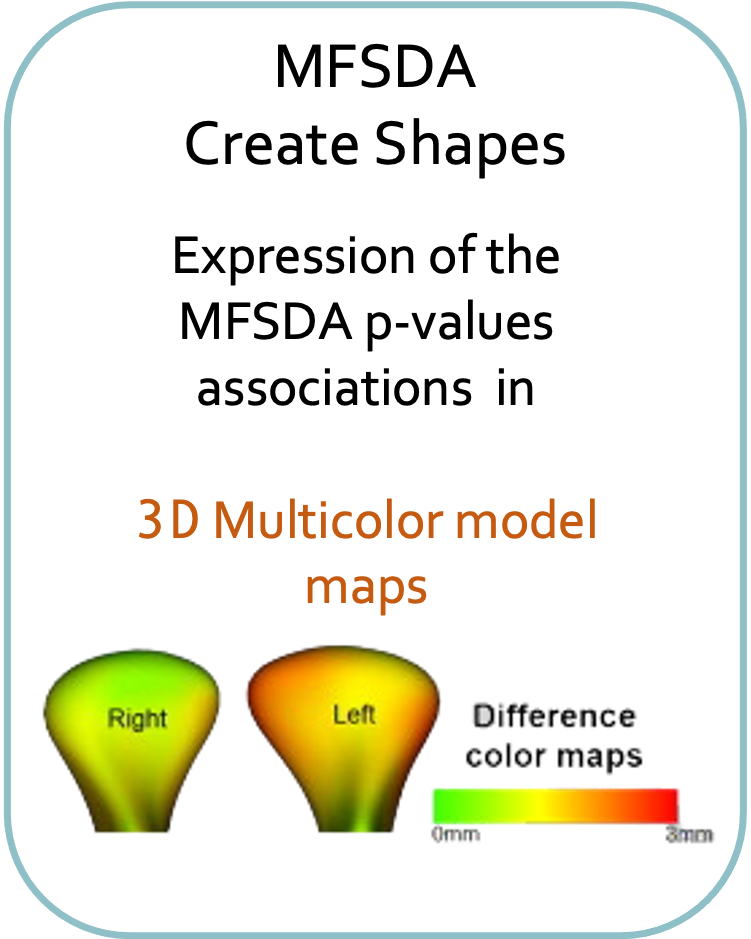 MFSDA
Create Shapes
Expression of the
MFSDA p-values
associations in
3D Multicolor model
maps
Right
Left
Difference
color maps
0mm
3mm